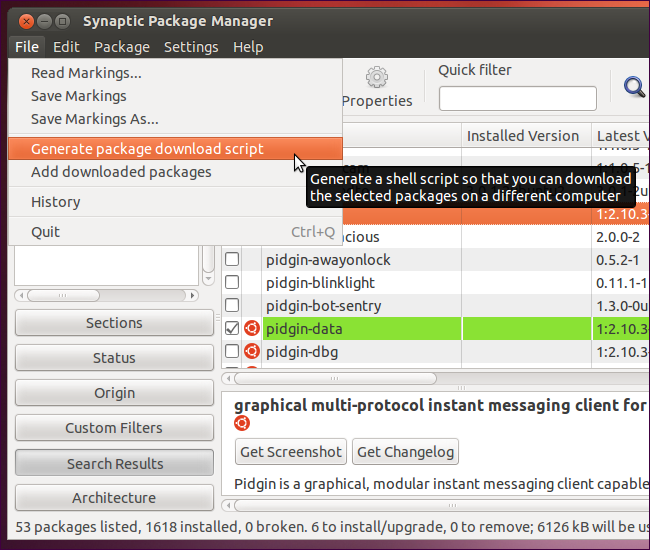 Synaptic Package Manager
File Edit Package Settings Help
Read Markings...
Save Markings
Save Markings As...
Generate package download script
Add downloaded packages
History
Quit Ctrl+Q
Generate a shell script so that you can download
the selected packages on a different computer
Properties
Quick filter
Installed Version Latest V
1:2.10.3-
2.0.0-2
pidgin-awayonlock 0.5.2-1
pidgin-blinklight 0.11.1-1
pidgin-bot-sentry 1.3.0-0u
pidgin-data 1:2.10.3-
pidgin-dbg 1:2.10.3-
Sections
Status
Origin
Custom Filters
Search Results
Architecture
graphical multi-protocol instant messaging client for
Get Screenshot Get Changelog
Pidgin is a graphical, modular instant messaging client capable
53 packages listed, 1618 installed, 0 broken. 6 to install/upgrade, 0 to remove; 6126 kB will be us